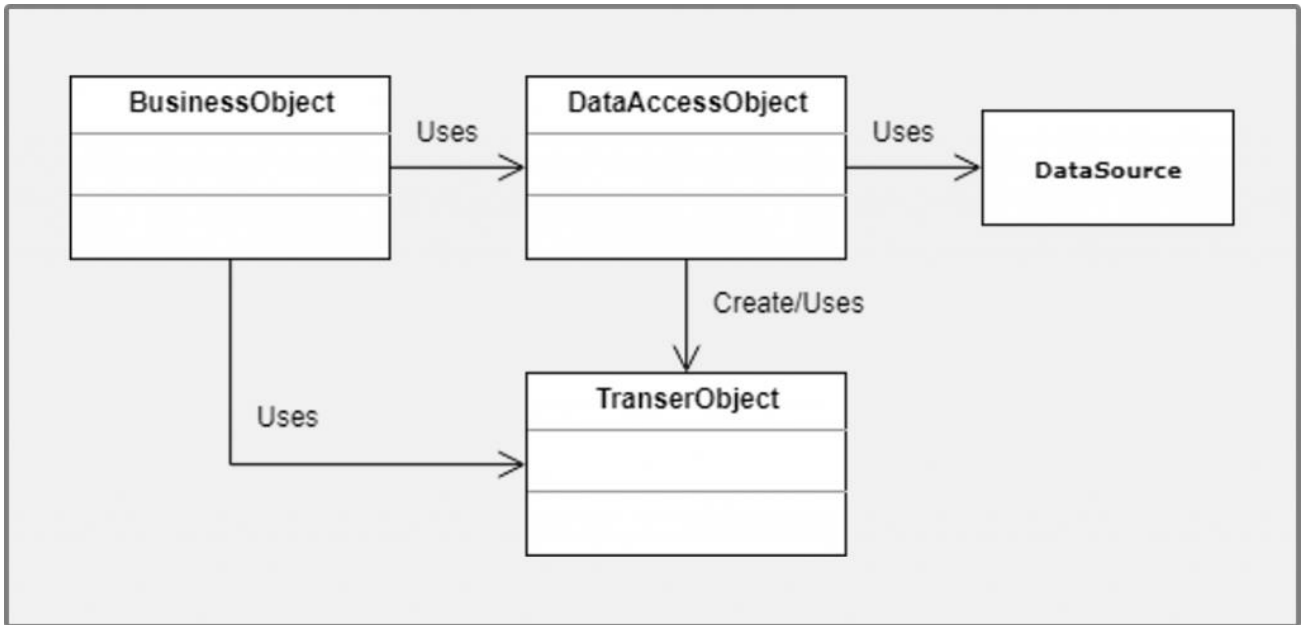 BusinessObject
Uses
DataAccessObject
Uses
DataSource
Create/Uses
TranserObject
Uses